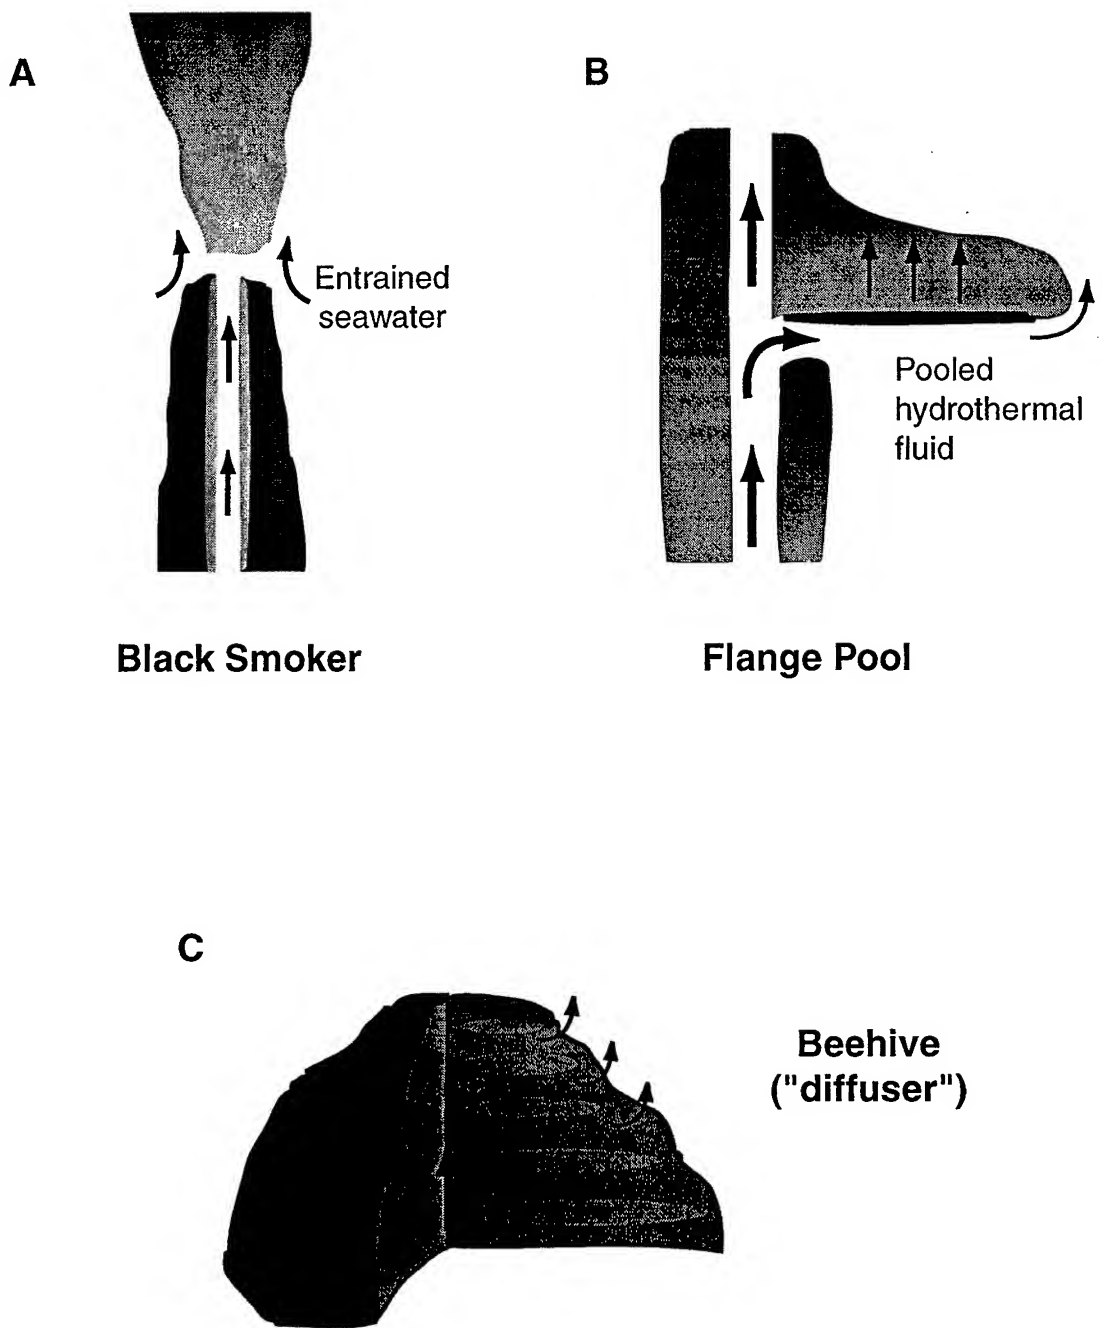 A
B
Entrained
seawater
Pooled
hydrothermal
fluid
Black Smoker
Flange Pool
C
Beehive
("diffuser")